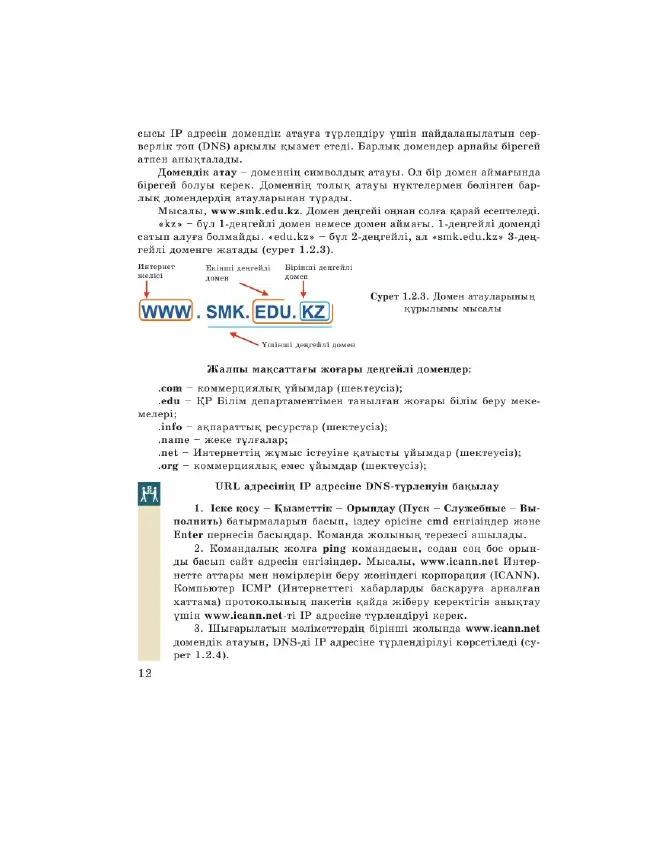 сысы IP адресін домендік атауға түрлендіру үшін пайдаланылатын сер-
верлік топ (DNS) арқылы қызмет етеді. Барлық домендер арнайы бірегей
атпен анықталады.
Домендік атау – доменнің символдық атауы. Ол бір домен аймағында
бірегей болуы керек. Доменнің толық атауы нүктелермен бөлінген бар-
лық домендердің атауларынан тұрады.
Мысалы, www.smk.edu.kz. Домен деңгейі оңнан солға қарай есептеледі.
«kz» – бұл 1-деңгейлі домен немесе домен аймағы. 1-деңгейлі доменді
сатып алуға болмайды. «edu.kz» – бұл 2-деңгейлі, ал «smk.edu.kz» 3-дең-
гейлі доменге жатады (сурет 1.2.3).
Интернет
желісі
Екінші деңгейлі
домен
Бірінші деңгейлі
домен
WWW . SMK. EDU. KZ
Үшінші деңгейлі домен
Сурет 1.2.3. Домен атауларының
құрылымы мысалы
Жалпы мақсаттағы жоғары деңгейлі домендер:
.com – коммерциялық ұйымдар (шектеусіз);
.edu – ҚР Білім департаментімен танылған жоғары білім беру меке-
мелері;
.info – ақпараттық ресурстар (шектеусіз);
.name – жеке тұлғалар;
.net – Интернеттің жұмыс істеуіне қатысты ұйымдар (шектеусіз);
.org – коммерциялық емес ұйымдар (шектеусіз);
URL адресінің IP адресіне DNS-түрленуін бақылау
1. Іске қосу – Қызметтік – Орындау (Пуск – Служебные – Вы-
полнить) батырмаларын басып, іздеу өрісіне cmd енгізіңдер және
Enter пернесін басыңдар. Команда жолының терезесі ашылады.
2. Командалық жолға ping командасын, содан соң бос орын-
ды басып сайт адресін енгізіңдер. Мысалы, www.icann.net Интер-
нетте аттары мен нөмірлерін беру жөніндегі корпорация (ICANN).
Компьютер ICMP (Интернеттегі хабарларды басқаруға арналған
хаттама) протоколының пакетін қайда жіберу керектігін анықтау
үшін www.icann.net-ті IP адресіне түрлендіруі керек.
3. Шығарылатын мәліметтердің бірінші жолында www.icann.net
домендік атауын, DNS-ді IP адресіне түрлендірілуі көрсетіледі (су-
рет 1.2.4).
12